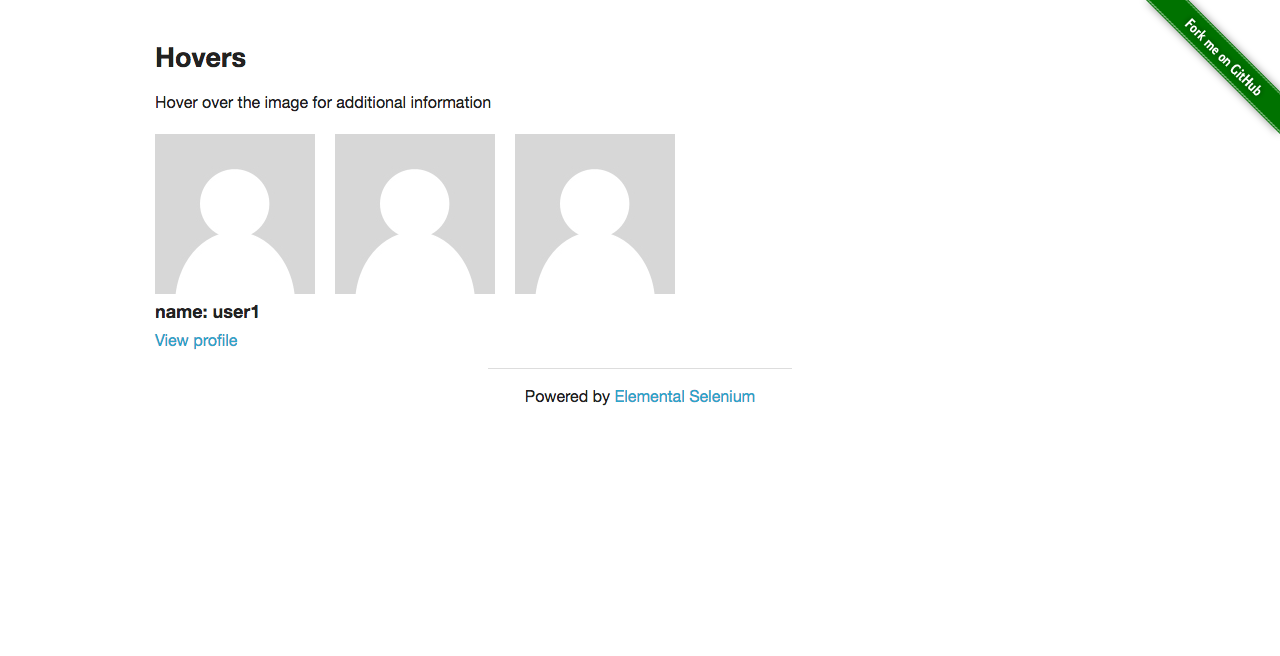 Fork me on GitHub
Hovers
Hover over the image for additional information
name: user1
View profile
Powered by Elemental Selenium